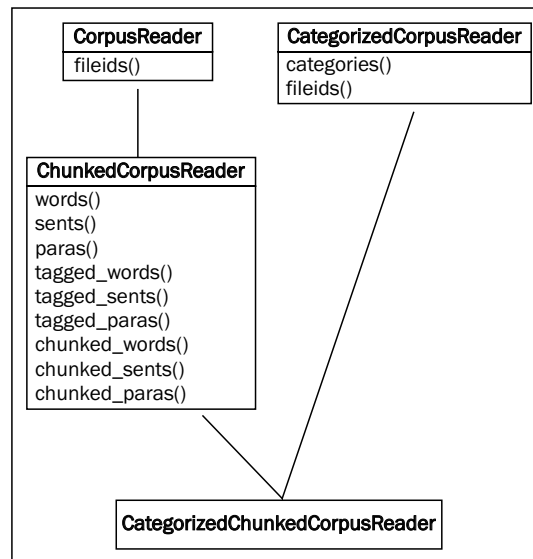 CorpusReader
fileids()
CategorizedCorpusReader
categories()
fileids()
ChunkedCorpusReader
words()
sents()
paras()
tagged_words()
tagged_sents()
tagged_paras()
chunked_words()
chunked_sents()
chunked_paras()
CategorizedChunkedCorpusReader